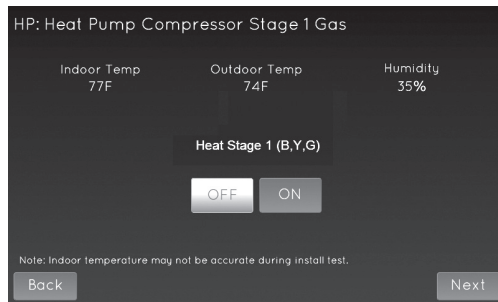 HP: Heat Pump Compressor Stage 1 Gas
Indoor Temp Outdoor Temp Humidity
77F 74F 35%
Heat Stage 1 (B,Y,G)
OFF ON
Note: Indoor temperature may not be accurate during install test.
Back Next